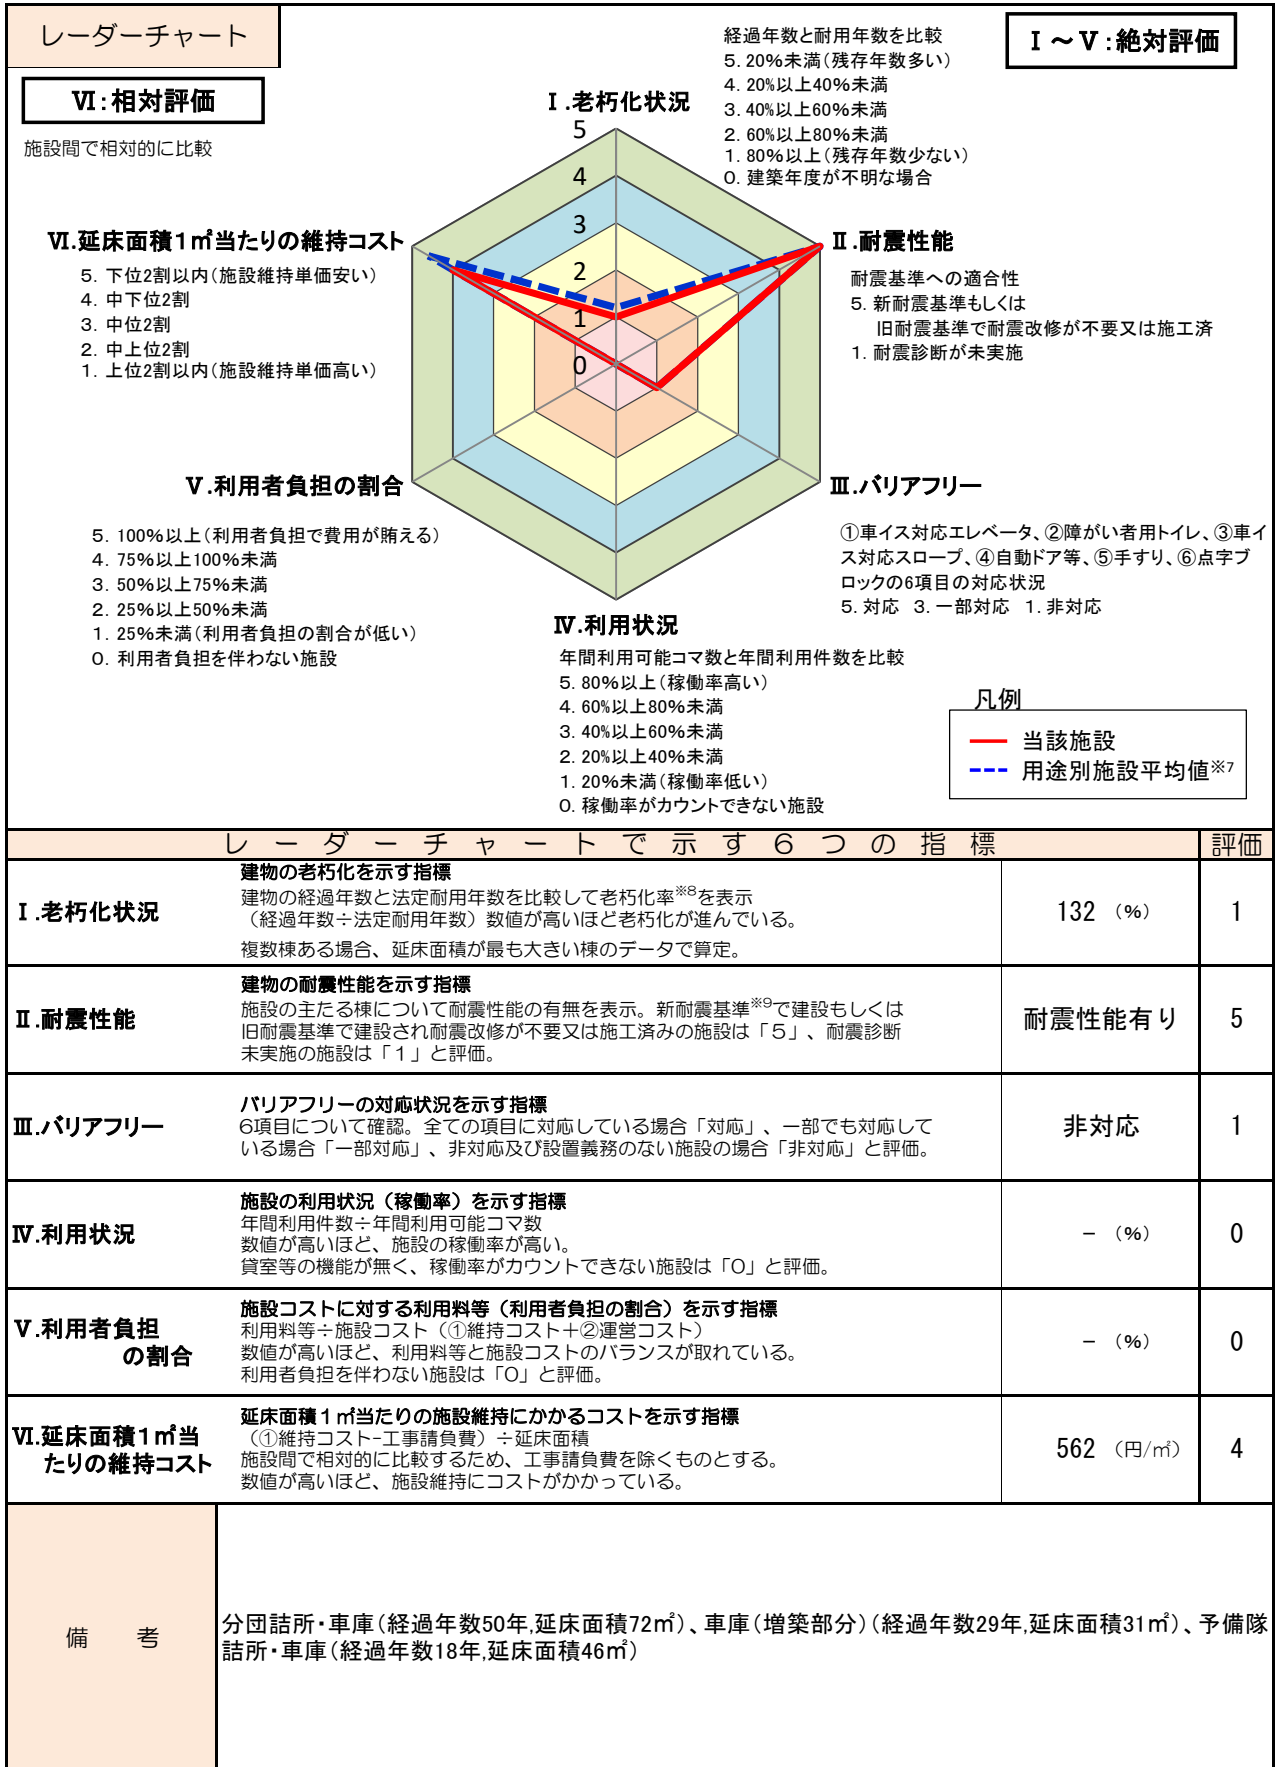 レーダーチャート
Ⅰ～Ⅴ:絶対評価
Ⅵ:相対評価
施設間で相対的に比較
Ⅰ.老朽化状況
経過年数と耐用年数を比較
5. 20%未満(残存年数多い)
4. 20%以上40%未満
3. 40%以上60%未満
2. 60%以上80%未満
1. 80%以上(残存年数少ない)
0. 建築年度が不明な場合
5
4
3
2
1
0
Ⅱ.耐震性能
耐震基準への適合性
5. 新耐震基準もしくは
旧耐震基準で耐震改修が不要又は施工済
1. 耐震診断が未実施
Ⅵ.延床面積1㎡当たりの維持コスト
5. 下位2割以内(施設維持単価安い)
4. 中下位2割
3. 中位2割
2. 中上位2割
1. 上位2割以内(施設維持単価高い)
Ⅴ.利用者負担の割合
5. 100%以上(利用者負担で費用が賄える)
4. 75%以上100%未満
3. 50%以上75%未満
2. 25%以上50%未満
1. 25%未満(利用者負担の割合が低い)
0. 利用者負担を伴わない施設
Ⅲ.バリアフリー
①車イス対応エレベータ、②障がい者用トイレ、③車イ
ス対応スロープ、④自動ドア等、⑤手すり、⑥点字ブ
ロックの6項目の対応状況
5. 対応 3. 一部対応 1. 非対応
Ⅳ.利用状況
年間利用可能コマ数と年間利用件数を比較
5. 80%以上(稼働率高い)
4. 60%以上80%未満
3. 40%以上60%未満
2. 20%以上40%未満
1. 20%未満(稼働率低い)
0. 稼働率がカウントできない施設
凡例
当該施設
用途別施設平均値※7
レーダーチャートで示す6つの指標 評価
Ⅰ.老朽化状況
建物の老朽化を示す指標
建物の経過年数と法定耐用年数を比較して老朽化率※8を表示
(経過年数÷法定耐用年数) 数値が高いほど老朽化が進んでいる。
複数棟ある場合、延床面積が最も大きい棟のデータで算定。
132 (%) 1
Ⅱ.耐震性能
建物の耐震性能を示す指標
施設の主たる棟について耐震性能の有無を表示。新耐震基準※9で建設もしくは
旧耐震基準で建設され耐震改修が不要又は施工済みの施設は「5」、耐震診断
未実施の施設は「1」と評価。
耐震性能有り 5
Ⅲ.バリアフリー
バリアフリーの対応状況を示す指標
6項目について確認。全ての項目に対応している場合「対応」、一部でも対応して
いる場合「一部対応」、非対応及び設置義務のない施設の場合「非対応」と評価。
非対応 1
Ⅳ.利用状況
施設の利用状況(稼働率)を示す指標
年間利用件数÷年間利用可能コマ数
数値が高いほど、施設の稼働率が高い。
貸室等の機能が無く、稼働率がカウントできない施設は「0」と評価。
- (%) 0
Ⅴ.利用者負担
の割合
施設コストに対する利用料等(利用者負担の割合)を示す指標
利用料等÷施設コスト(①維持コスト+②運営コスト)
数値が高いほど、利用料等と施設コストのバランスが取れている。
利用者負担を伴わない施設は「0」と評価。
- (%) 0
Ⅵ.延床面積1㎡当
たりの維持コスト
延床面積1㎡当たりの施設維持にかかるコストを示す指標
(①維持コスト-工事請負費)÷延床面積
施設間で相対的に比較するため、工事請負費を除くものとする。
数値が高いほど、施設維持にコストがかかっている。
562 (円/㎡) 4
備 考
分団詰所・車庫(経過年数50年,延床面積72㎡)、車庫(増築部分)(経過年数29年,延床面積31㎡)、予備隊
詰所・車庫(経過年数18年,延床面積46㎡)